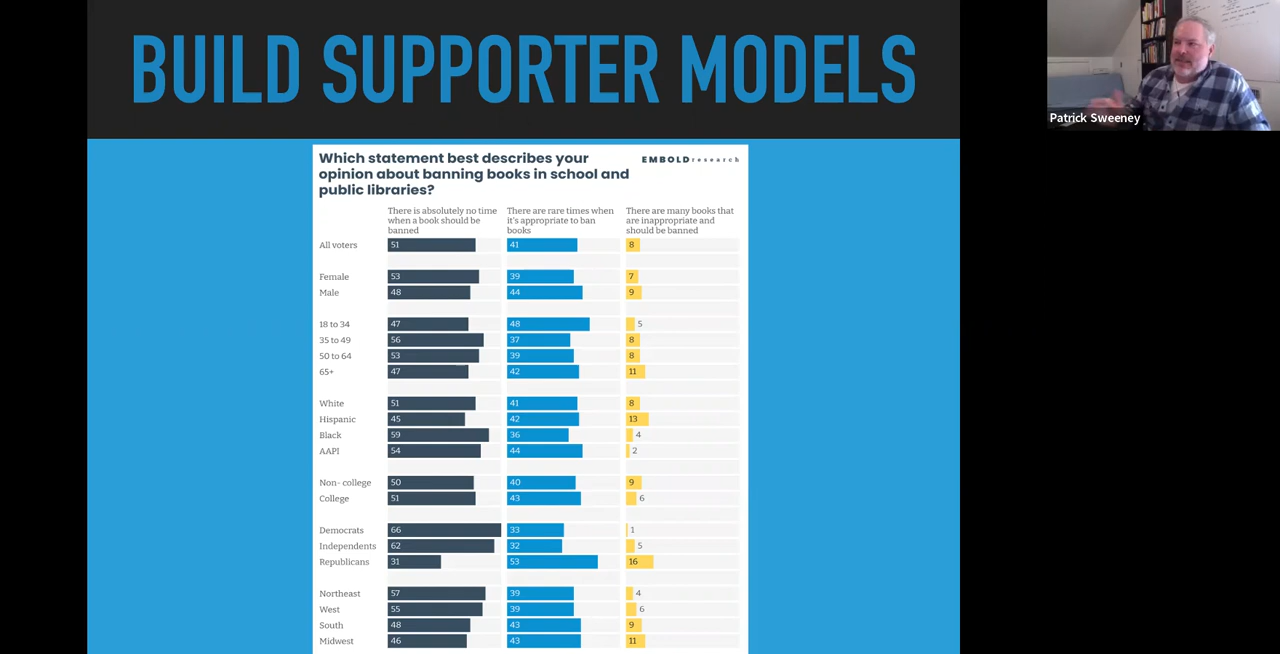 BUILD SUPPORTER MODELS
Patrick Sweeney
Which statement best describes your
opinion about banning books in school and
public libraries?
EMBOLD research
There is absolutely no time
when a book should be
banned
There are rare times when
it's appropriate to ban
books
There are many books that
are inappropriate and
should be banned
All voters 51 41 8
Female 53 39 7
Male 48 44 9
18 to 34 47 48 5
35 to 49 56 37 8
50 to 64 53 39 8
65+ 47 42 11
White 51 41 8
Hispanic 45 42 13
Black 59 36 4
AAPI 54 44 2
Non- college 50 40 9
College 51 43 6
Democrats 66 33 1
Independents 62 32 5
Republicans 31 53 16
Northeast 57 39 4
West 55 39 6
South 48 43 9
Midwest 46 43 11